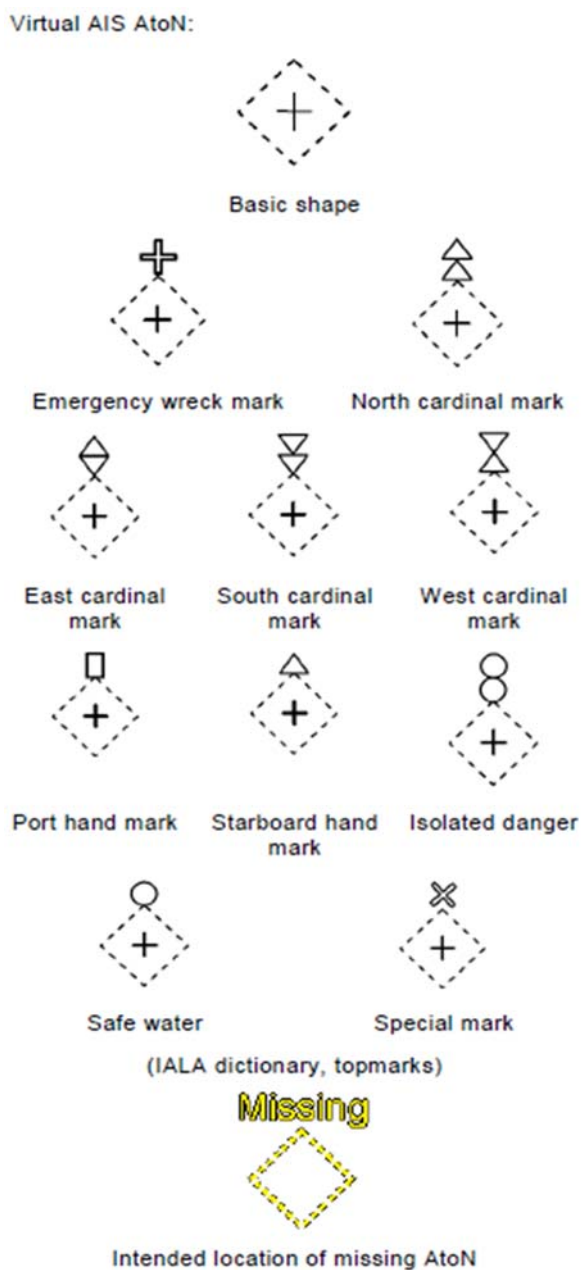 Virtual AIS AtoN:
Basic shape
Emergency wreck mark
North cardinal mark
East cardinal
mark
South cardinal
mark
West cardinal
mark
Port hand mark
Starboard hand
mark
Isolated danger
Safe water
Special mark
(IALA dictionary, topmarks)
Missing
Intended location of missing AtoN